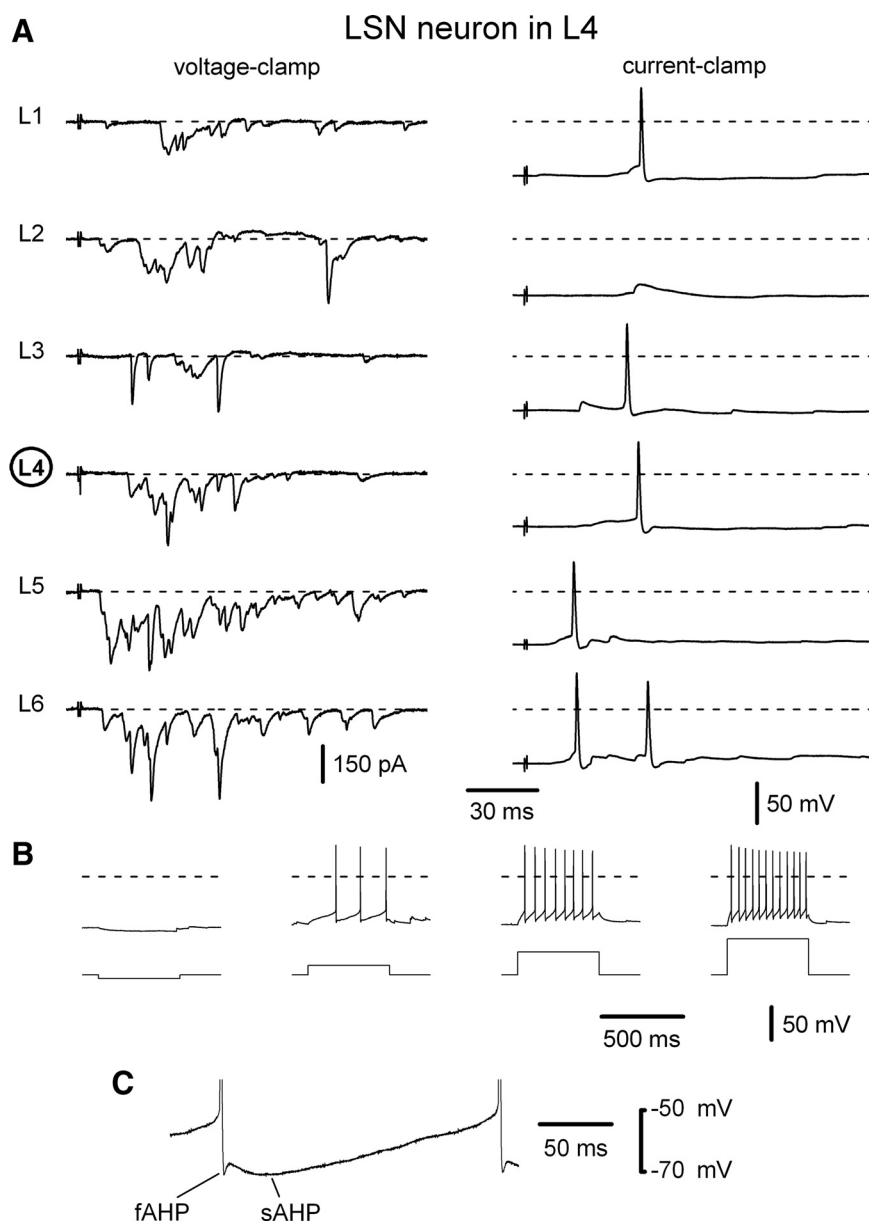 A
LSN neuron in L4
voltage-clamp
current-clamp
L1
L2
L3
L4
L5
L6
150 pA
30 ms
50 mV
B
500 ms
50 mV
C
fAHP
sAHP
50 ms
-50 mV
-70 mV